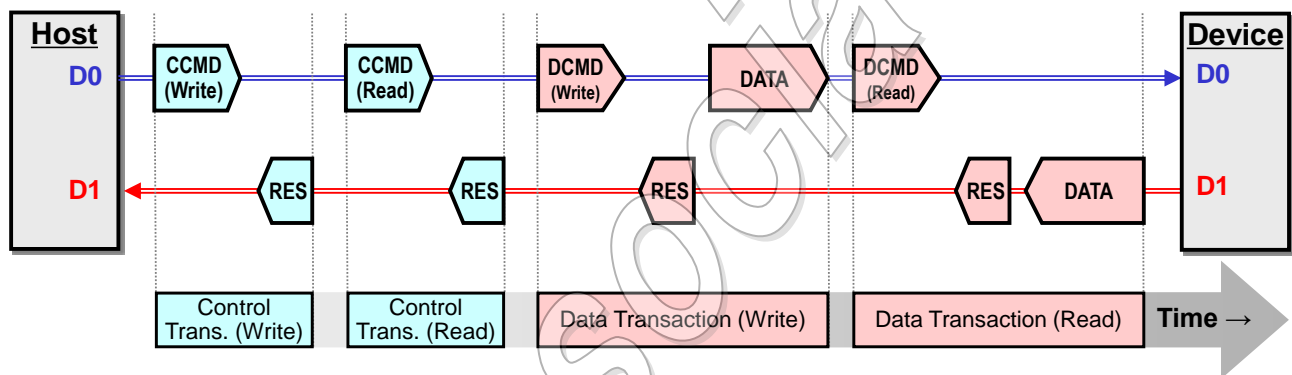 Host
Device
D0
CCMD
(Write)
CCMD
(Read)
DCMD
(Write)
DATA
DCMD
(Read)
D0
D1
RES
RES
RES
RES
DATA
D1
Control
Trans. (Write)
Control
Trans. (Read)
Data Transaction (Write)
Data Transaction (Read)
Time →